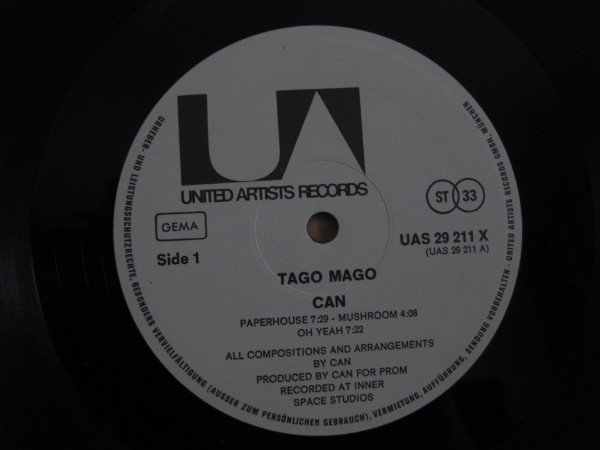 UA
UNITED ARTISTS RECORDS
GEMA
ST 33
Side 1
UAS 29 211 X
(UAS 29 211 A)
TAGO MAGO
CAN
PAPERHOUSE 7:29 - MUSHROOM 4:08
OH YEAH 7:22
ALL COMPOSITIONS AND ARRANGEMENTS
BY CAN
PRODUCED BY CAN FOR PROM
RECORDED AT INNER
SPACE STUDIOS
URHEBER- UND LEISTUNGSSCHUTZRECHTE, BESONDERS VERVIELFÄLTIGUNG (AUSSER ZUM PERSÖNLICHER GEBRAUCH), VERMIETUNG, AUFFÜHRUNG, SENDUNG VORBEHALTEN - UNITED ARTISTS RECORDS GMBH, MÜNCHEN